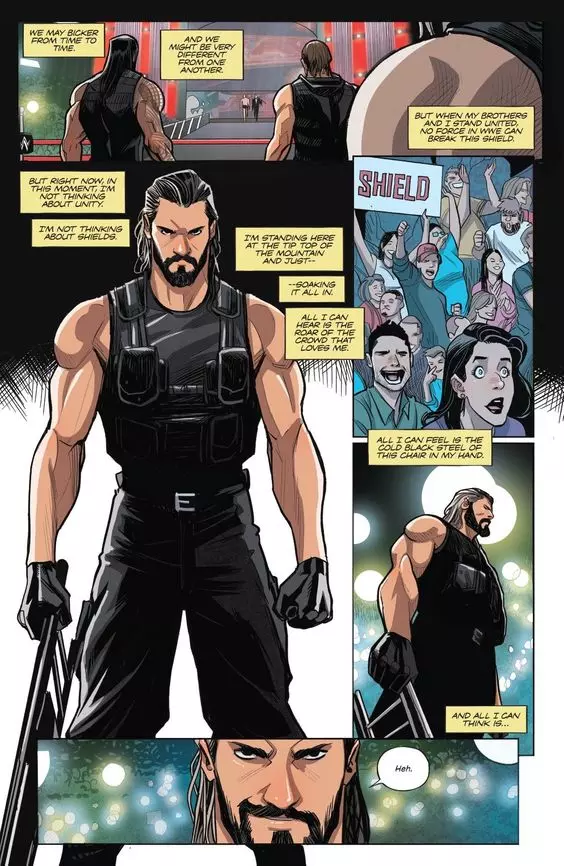 WE MAY BICKER
FROM TIME TO
TIME.
AND WE
MIGHT BE VERY
DIFFERENT
FROM ONE
ANOTHER.
BUT WHEN MY BROTHERS
AND I STAND UNITED,
NO FORCE IN WWE CAN
BREAK THIS SHIELD.
BUT RIGHT NOW, IN
THIS MOMENT, I'M
NOT THINKING
ABOUT UNITY.
I'M NOT THINKING
ABOUT SHIELDS.
I'M STANDING HERE
AT THE TIP TOP OF
THE MOUNTAIN
AND JUST--
--SOAKING
IT ALL IN.
ALL I CAN
HEAR IS THE
ROAR OF THE
CROWD THAT
LOVES ME.
SHIELD
ALL I CAN FEEL IS THE
COLD BLACK STEEL OF
THIS CHAIR IN MY HAND.
AND ALL I CAN
THINK IS...
Heh.